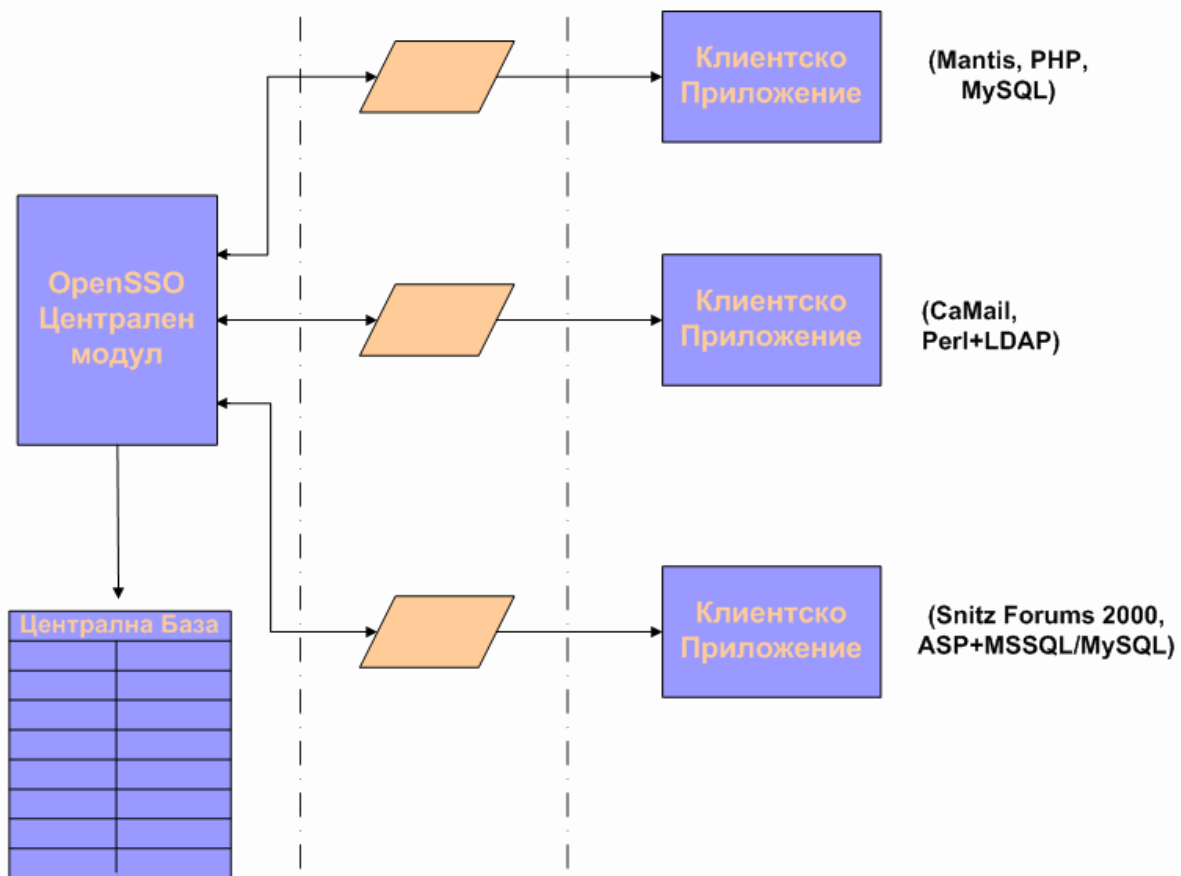 Клиентско
Приложение
(Mantis, PHP,
MySQL)
OpenSSO
Централен
модул
Клиентско
Приложение
(CaMail,
Perl+LDAP)
Централна База
Клиентско
Приложение
(Snitz Forums 2000,
ASP+MSSQL/MySQL)